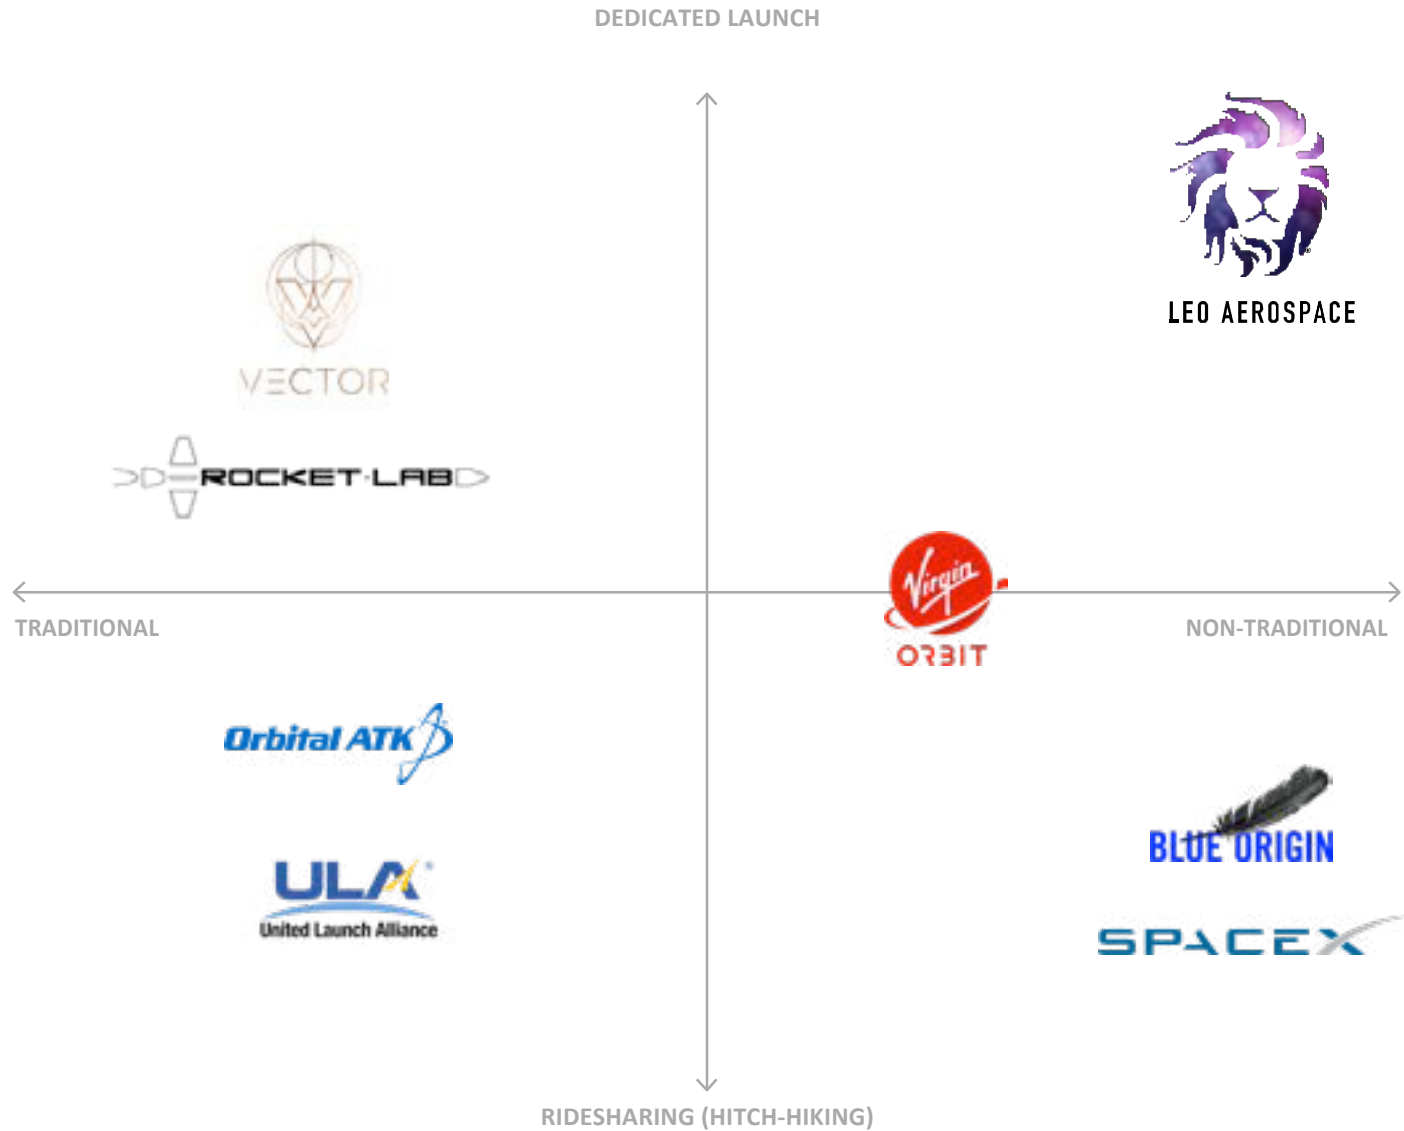 DEDICATED LAUNCH
LEO AEROSPACE
VECTOR
ROCKET·LAB
Virgin
ORBIT
TRADITIONAL
NON-TRADITIONAL
Orbital ATK
BLUE ORIGIN
ULA
United Launch Alliance
SPACEX
RIDESHARING (HITCH-HIKING)